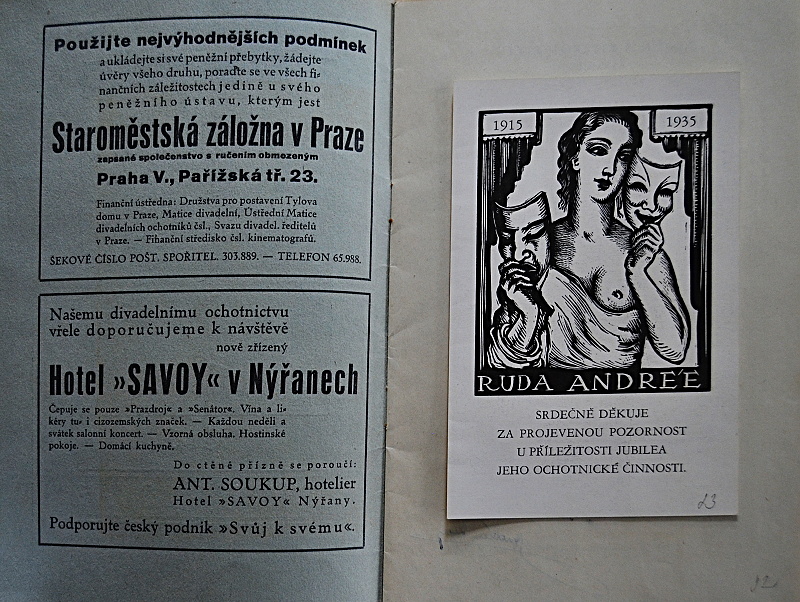 Použijte nejvýhodnějších podmínek
a ukládejte si své peněžní přebytky, žádejte
úvěry všeho druhu, poraďte se ve všech fi-
nančních záležitostech jedině u svého
peněžního ústavu, kterým jest
Staroměstská záložna v Praze
zapsané společenstvo s ručením obmezeným
Praha V., Pařížská tř. 23.
Finanční ústředna: Družstva pro postavení Tylova
domu v Praze, Matice divadelní, Ústřední Matice
divadelních ochotníků čsl., Svazu divadel. ředitelů
v Praze. — Finanční středisko čsl. kinematografů.
ŠEKOVÉ ČÍSLO POŠT. SPOŘITEL. 303.889. — TELEFON 65.988.
Našemu divadelnímu ochotnictvu
vřele doporučujeme k návštěvě
nově zřízený
Hotel »SAVOY« v Nýřanech
Čepuje se pouze »Prazdroj« a »Senátor«. Vína a li-
kéry tu- i cizozemských značek. — Každou neděli a
svátek salonní koncert. — Vzorná obsluha. Hostinské
pokoje. — Domácí kuchyně.
Do ctěné přízně se poroučí:
ANT. SOUKUP, hotelier
Hotel »SAVOY« Nýřany.
Podporujte český podnik »Svůj k svému«.
1915 1935
RUDA ANDREÉ
SRDEČNĚ DĚKUJE
ZA PROJEVENOU POZORNOST
U PŘÍLEŽITOSTI JUBILEA
JEHO OCHOTNICKÉ ČINNOSTI.
23